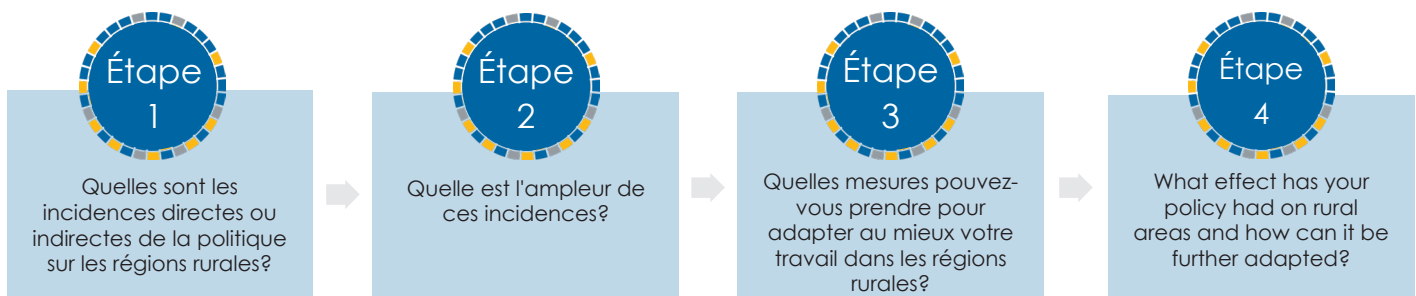 Étape
1
Quelles sont les
incidences directes ou
indirectes de la politique
sur les régions rurales?
Étape
2
Quelle est l'ampleur de
ces incidences?
Étape
3
Quelles mesures pouvez-
vous prendre pour
adapter au mieux votre
travail dans les régions
rurales?
Étape
4
What effect has your
policy had on rural
areas and how can it be
further adapted?